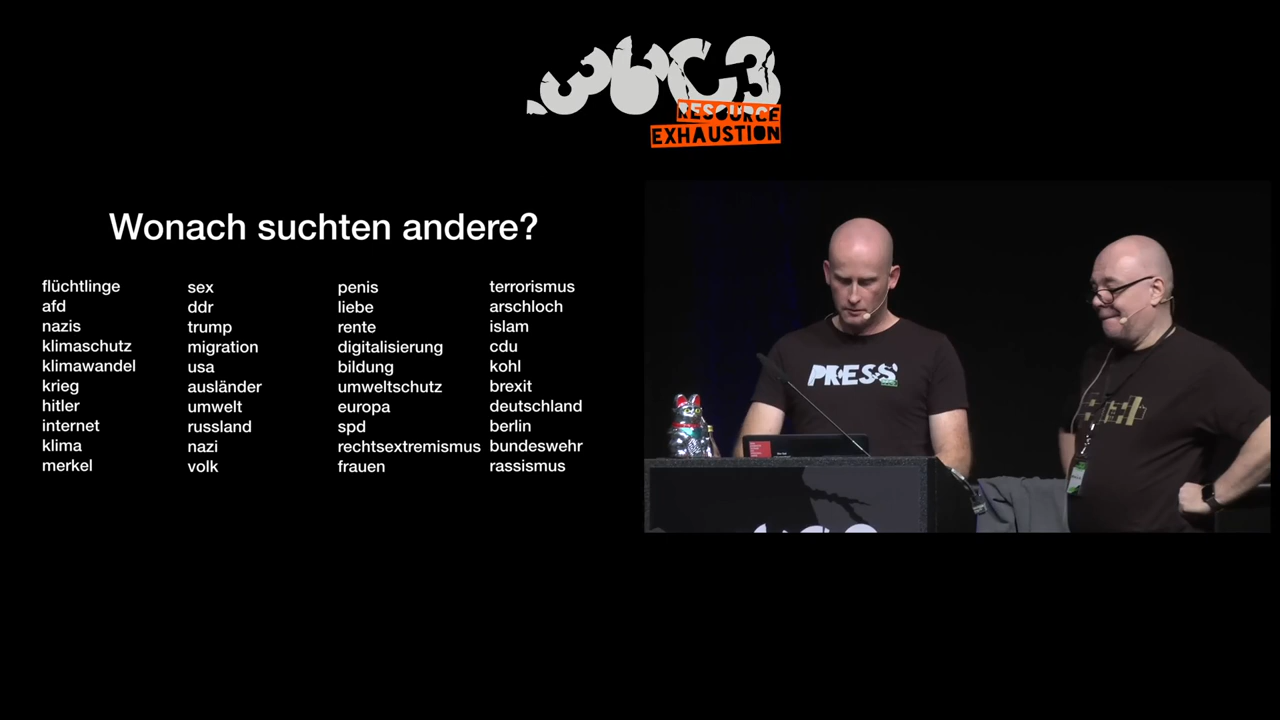 36C3
RESOURCE
EXHAUSTION
Wonach suchten andere?
flüchtlinge
afd
nazis
klimaschutz
klimawandel
krieg
hitler
internet
klima
merkel
sex
ddr
trump
migration
usa
ausländer
umwelt
russland
nazi
volk
penis
liebe
rente
digitalisierung
bildung
umweltschutz
europa
spd
rechtsextremismus
frauen
terrorismus
arschloch
islam
cdu
kohl
brexit
deutschland
berlin
bundeswehr
rassismus
PRESS